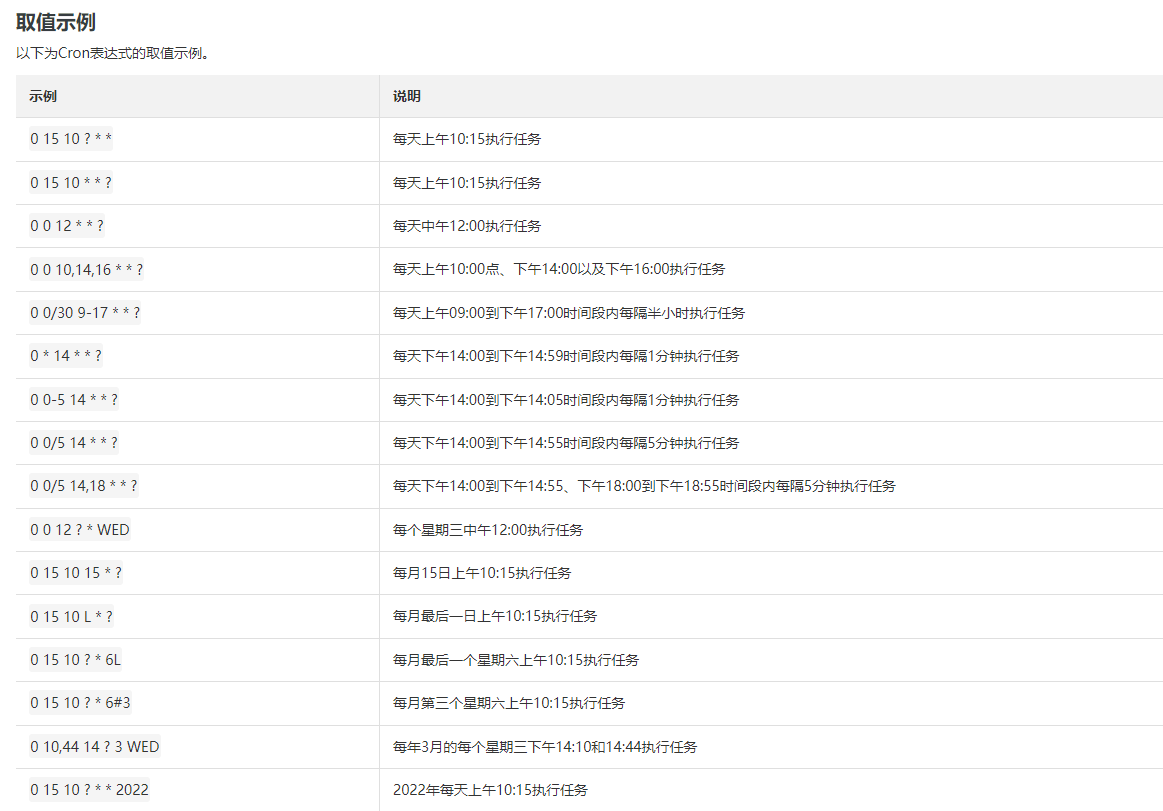 取值示例
以下为Cron表达式的取值示例。
示例 说明
0 15 10 ? * * 每天上午10:15执行任务
0 15 10 * * ? 每天上午10:15执行任务
0 0 12 * * ? 每天中午12:00执行任务
0 0 10,14,16 * * ? 每天上午10:00点、下午14:00以及下午16:00执行任务
0 0/30 9-17 * * ? 每天上午09:00到下午17:00时间段内每隔半小时执行任务
0 * 14 * * ? 每天下午14:00到下午14:59时间段内每隔1分钟执行任务
0 0-5 14 * * ? 每天下午14:00到下午14:05时间段内每隔1分钟执行任务
0 0/5 14 * * ? 每天下午14:00到下午14:55时间段内每隔5分钟执行任务
0 0/5 14,18 * * ? 每天下午14:00到下午14:55、下午18:00到下午18:55时间段内每隔5分钟执行任务
0 0 12 ? * WED 每个星期三中午12:00执行任务
0 15 10 15 * ? 每月15日上午10:15执行任务
0 15 10 L * ? 每月最后一日上午10:15执行任务
0 15 10 ? * 6L 每月最后一个星期六上午10:15执行任务
0 15 10 ? * 6#3 每月第三个星期六上午10:15执行任务
0 10,44 14 ? 3 WED 每年3月的每个星期三下午14:10和14:44执行任务
0 15 10 ? * * 2022 2022年每天上午10:15执行任务